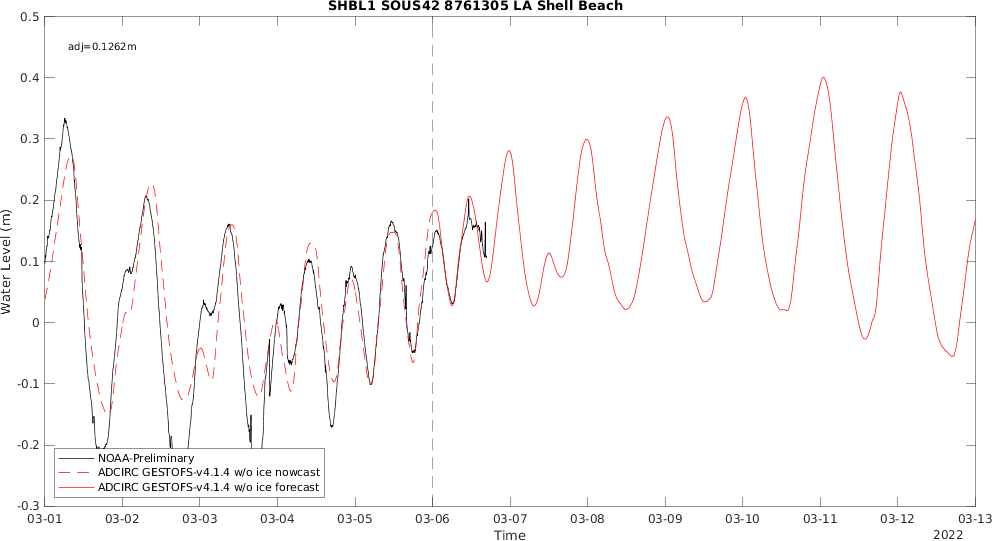 SHBL1 SOUS42 8761305 LA Shell Beach
adj=0.1262m
Water Level (m)
0.5
0.4
0.3
0.2
0.1
0
-0.1
-0.2
-0.3
NOAA-Preliminary
ADCIRC GESTOFS-v4.1.4 w/o ice nowcast
ADCIRC GESTOFS-v4.1.4 w/o ice forecast
03-01 03-02 03-03 03-04 03-05 03-06 03-07 03-08 03-09 03-10 03-11 03-12 03-13
Time
2022